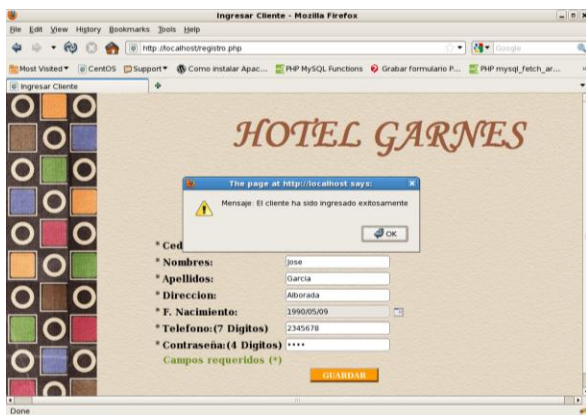 Ingresar Cliente - Mozilla Firefox
File Edit View History Bookmarks Tools Help
http://localhost/registro.php
Google
Most Visited CentOS Support Como instalar Apac... PHP MySQL Functions Grabar formulario P... PHP mysql_fetch_ar...
Ingresar Cliente
HOTEL GARNES
The page at http://localhost says:
Mensaje: El cliente ha sido ingresado exitosamente
OK
* Ced
* Nombres: Jose
* Apellidos: Garcia
* Direccion: Alborada
* F. Nacimiento: 1990/05/09
* Telefono:(7 Digitos) 2345678
* Contraseña:(4 Digitos) ••••
Campos requeridos (*)
GUARDAR
Done